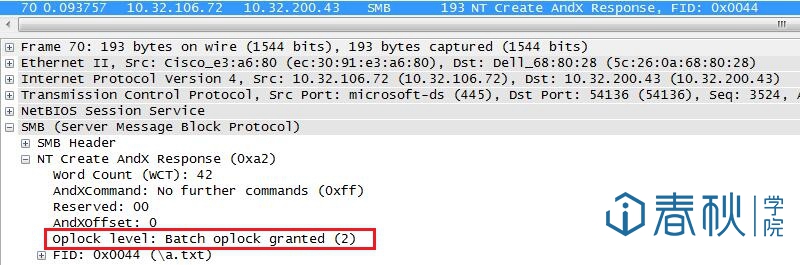 70 0.093757 10.32.106.72 10.32.200.43 SMB 193 NT Create AndX Response, FID: 0x0044
Frame 70: 193 bytes on wire (1544 bits), 193 bytes captured (1544 bits)
Ethernet II, Src: Cisco_e3:a6:80 (ec:30:91:e3:a6:80), Dst: Dell_68:80:28 (5c:26:0a:68:80:28)
Internet Protocol Version 4, Src: 10.32.106.72 (10.32.106.72), Dst: 10.32.200.43 (10.32.200.43)
Transmission Control Protocol, Src Port: microsoft-ds (445), Dst Port: 54136 (54136), Seq: 3524, A
NetBIOS Session Service
SMB (Server Message Block Protocol)
SMB Header
NT Create AndX Response (0xa2)
Word Count (WCT): 42
AndXCommand: No further commands (0xff)
Reserved: 00
AndXOffset: 0
Oplock level: Batch oplock granted (2)
FID: 0x0044 (\a.txt)
春秋学院